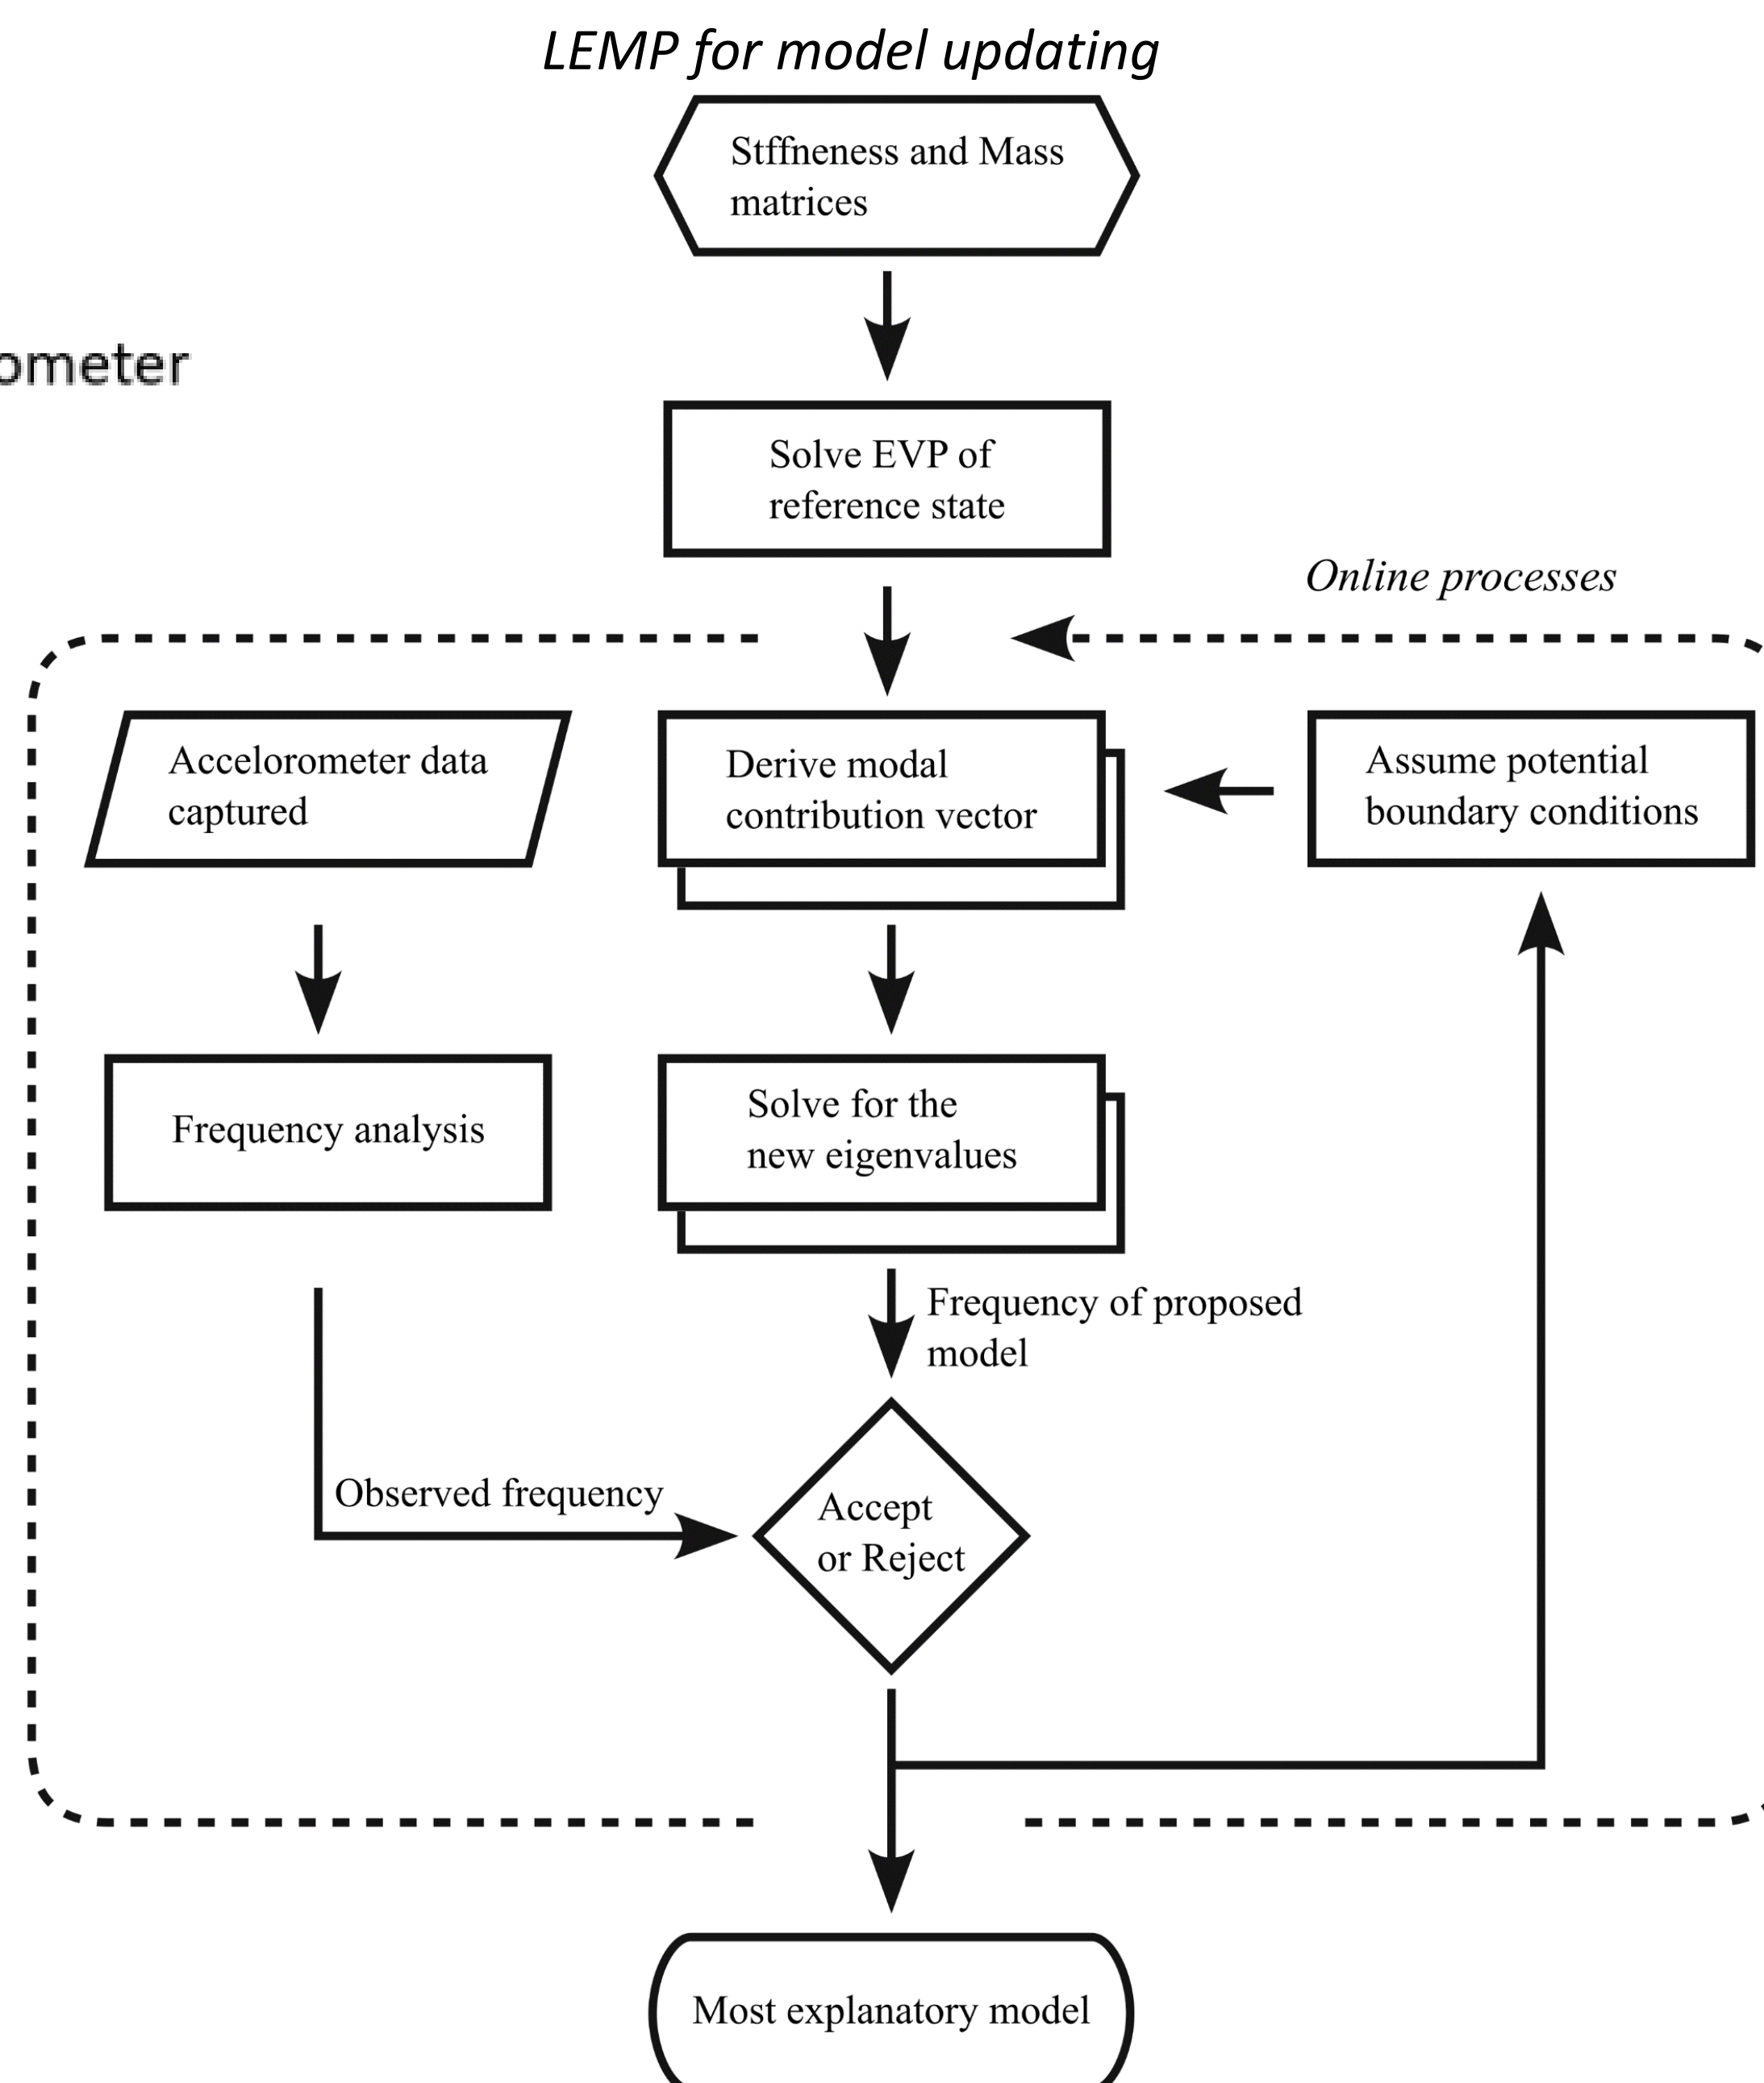 LEMP for model updating
Stffneness and Mass
matrices
ometer
Solve EVP of
reference state
Online processes
Accelorometer data
captured
Derive modal
contribution vector
Assume potential
boundary conditions
Frequency analysis
Solve for the
new eigenvalues
Frequency of proposed
model
Observed frequency
Accept
or Reject
Most explanatory model